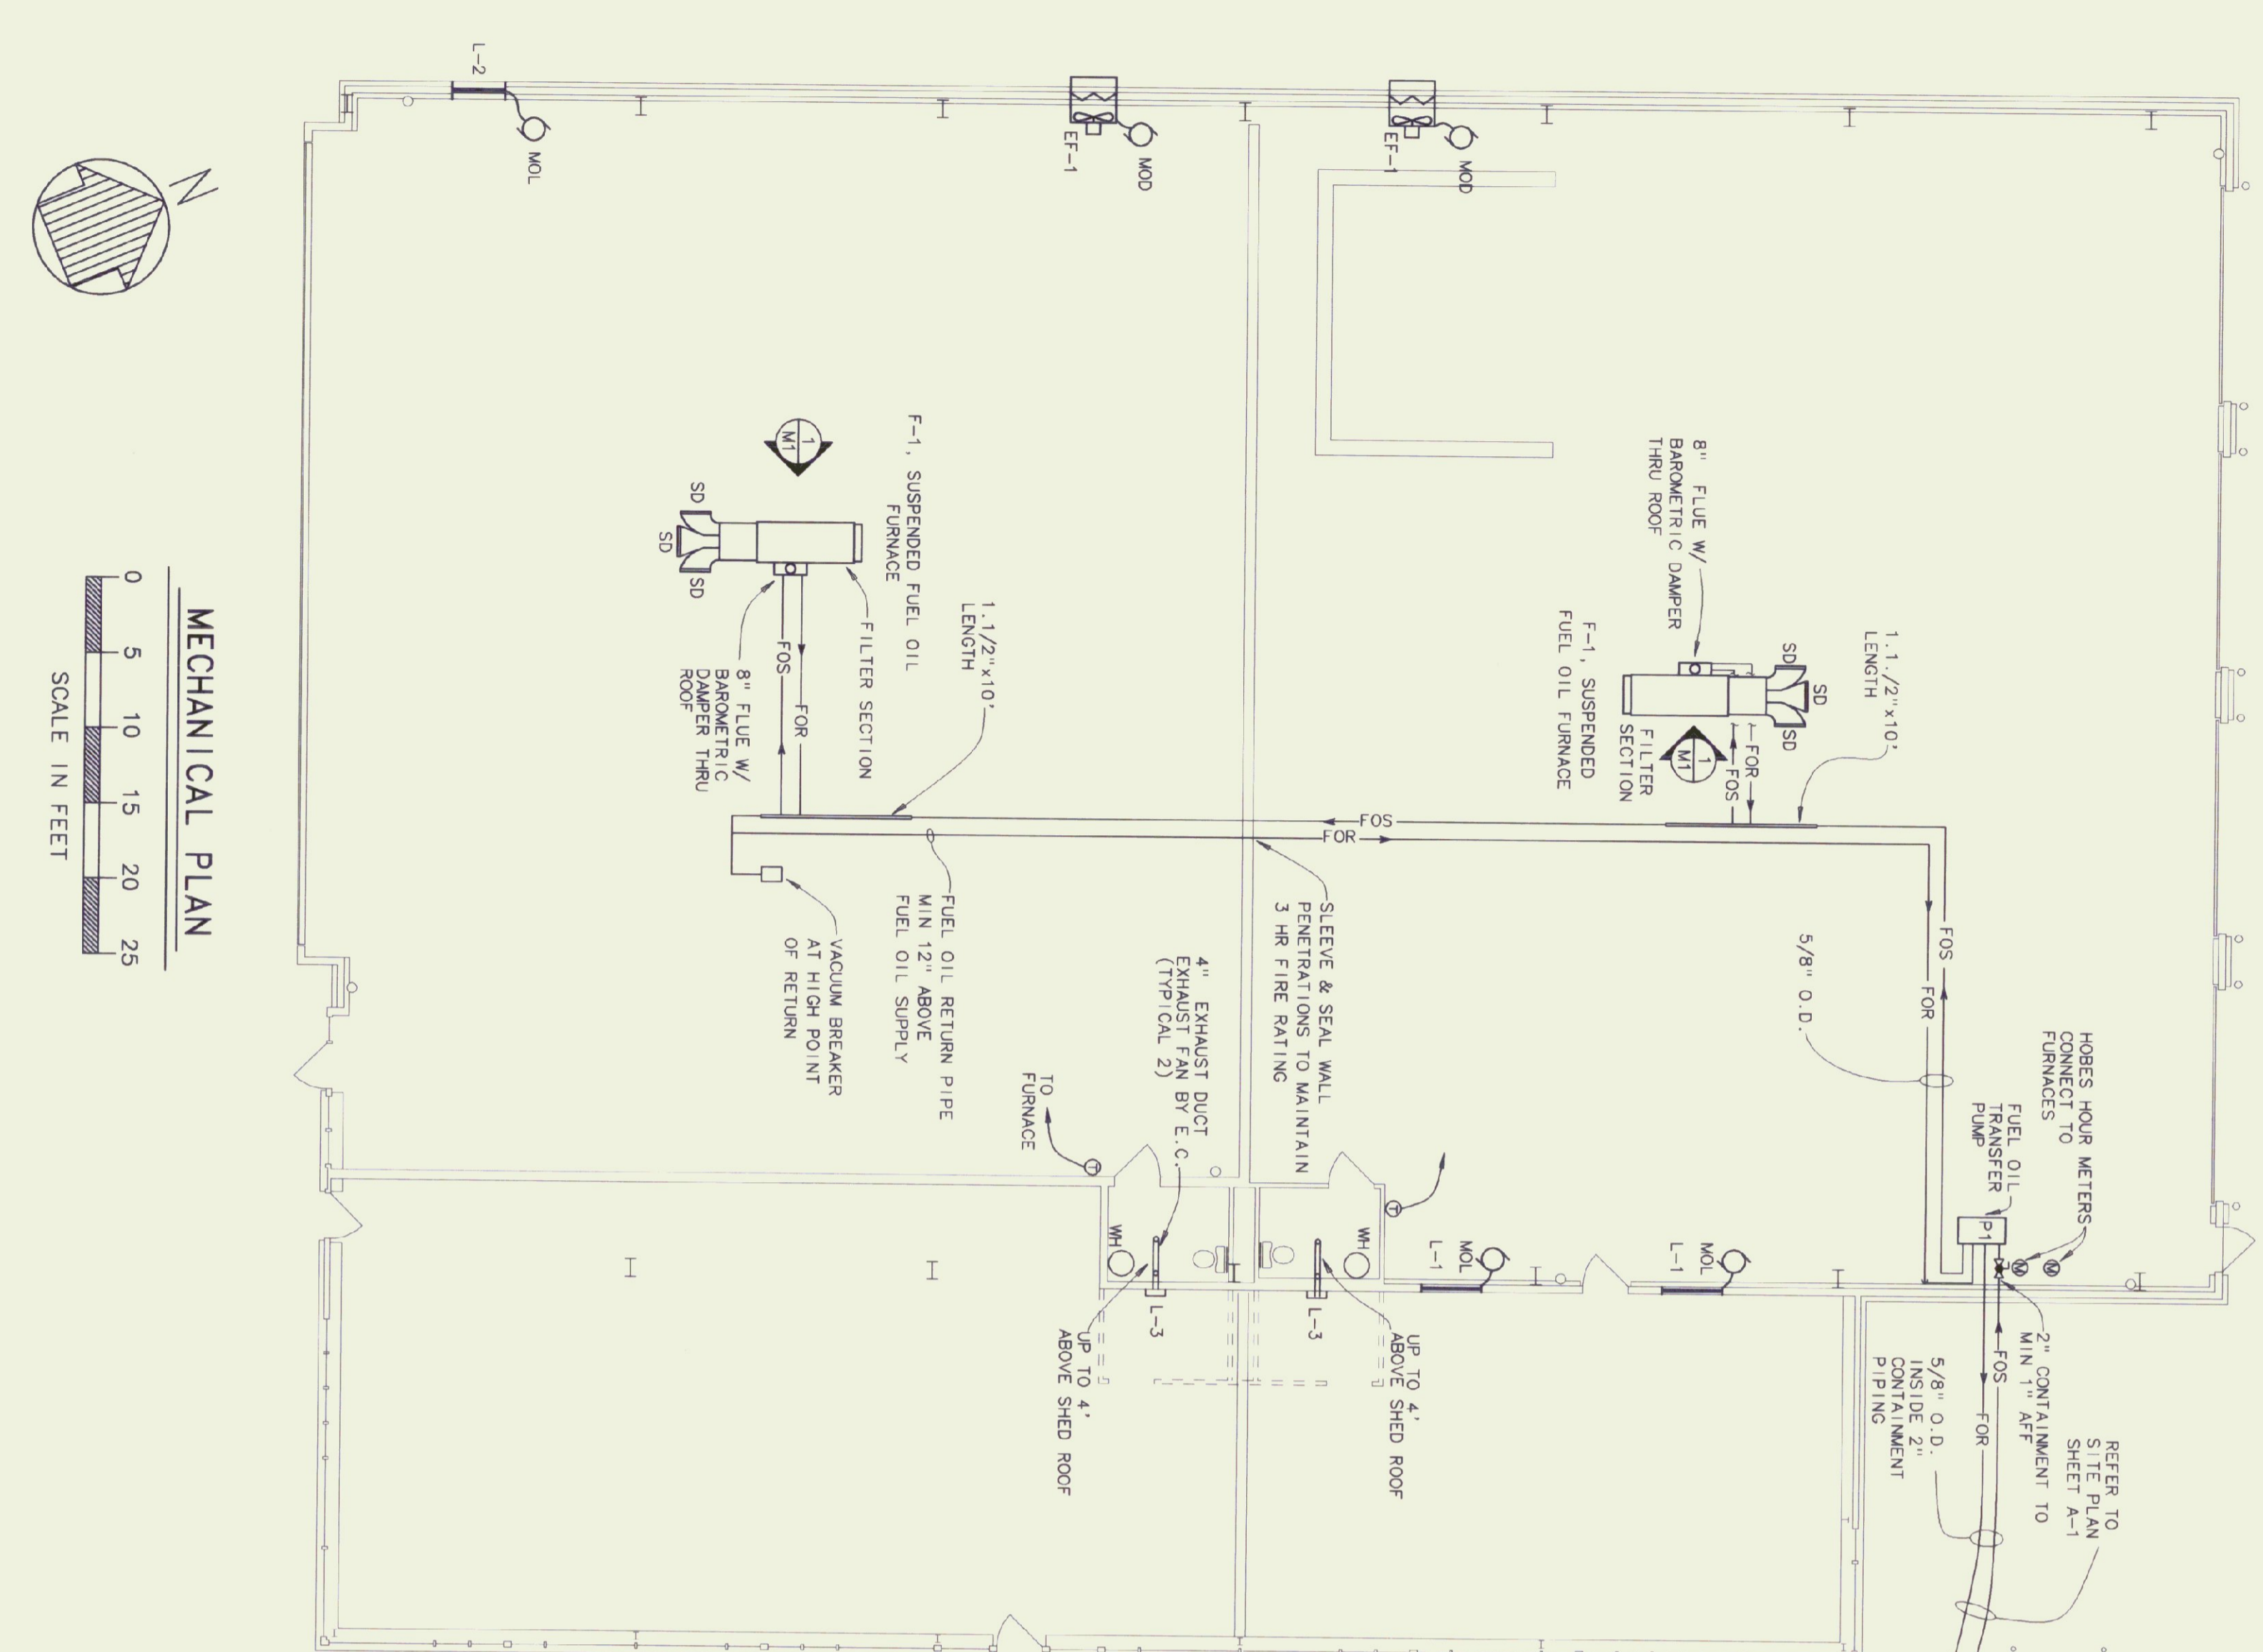 L-2
MOL
EF-1
MOD
EF-1
MOD
N
1
M1
F-1, SUSPENDED FUEL OIL
FURNACE
SD
SD
SD
FILTER SECTION
FOS
FOR
8" FLUE W/
BAROMETRIC
DAMPER THRU
ROOF
1.1/2"x10'
LENGTH
8" FLUE W/
BAROMETRIC DAMPER
THRU ROOF
F-1, SUSPENDED
FUEL OIL FURNACE
SD
SD
SD
1.1./2"x10'
LENGTH
FILTER
SECTION
1
M1
FOR
FOS
FOS
FOR
FOS
FOR
5/8" O.D.
HOBES HOUR METERS
CONNECT TO
FURNACES
FUEL OIL
TRANSFER
PUMP
P1
M
M
SLEEVE & SEAL WALL
PENETRATIONS TO MAINTAIN
3 HR FIRE RATING
FUEL OIL RETURN PIPE
MIN 12" ABOVE
FUEL OIL SUPPLY
VACUUM BREAKER
AT HIGH POINT
OF RETURN
4" EXHAUST DUCT
EXHAUST FAN BY E.C.
(TYPICAL 2)
TO
FURNACE
T
T
WH
WH
L-3
L-3
L-1
MOL
L-1
MOL
UP TO 4'
ABOVE SHED ROOF
UP TO 4'
ABOVE SHED ROOF
2" CONTAINMENT TO
MIN 1" AFF
FOS
FOR
5/8" O.D.
INSIDE 2"
CONTAINMENT
PIPING
REFER TO
SITE PLAN
SHEET A-1
MECHANICAL PLAN
0 5 10 15 20 25
SCALE IN FEET